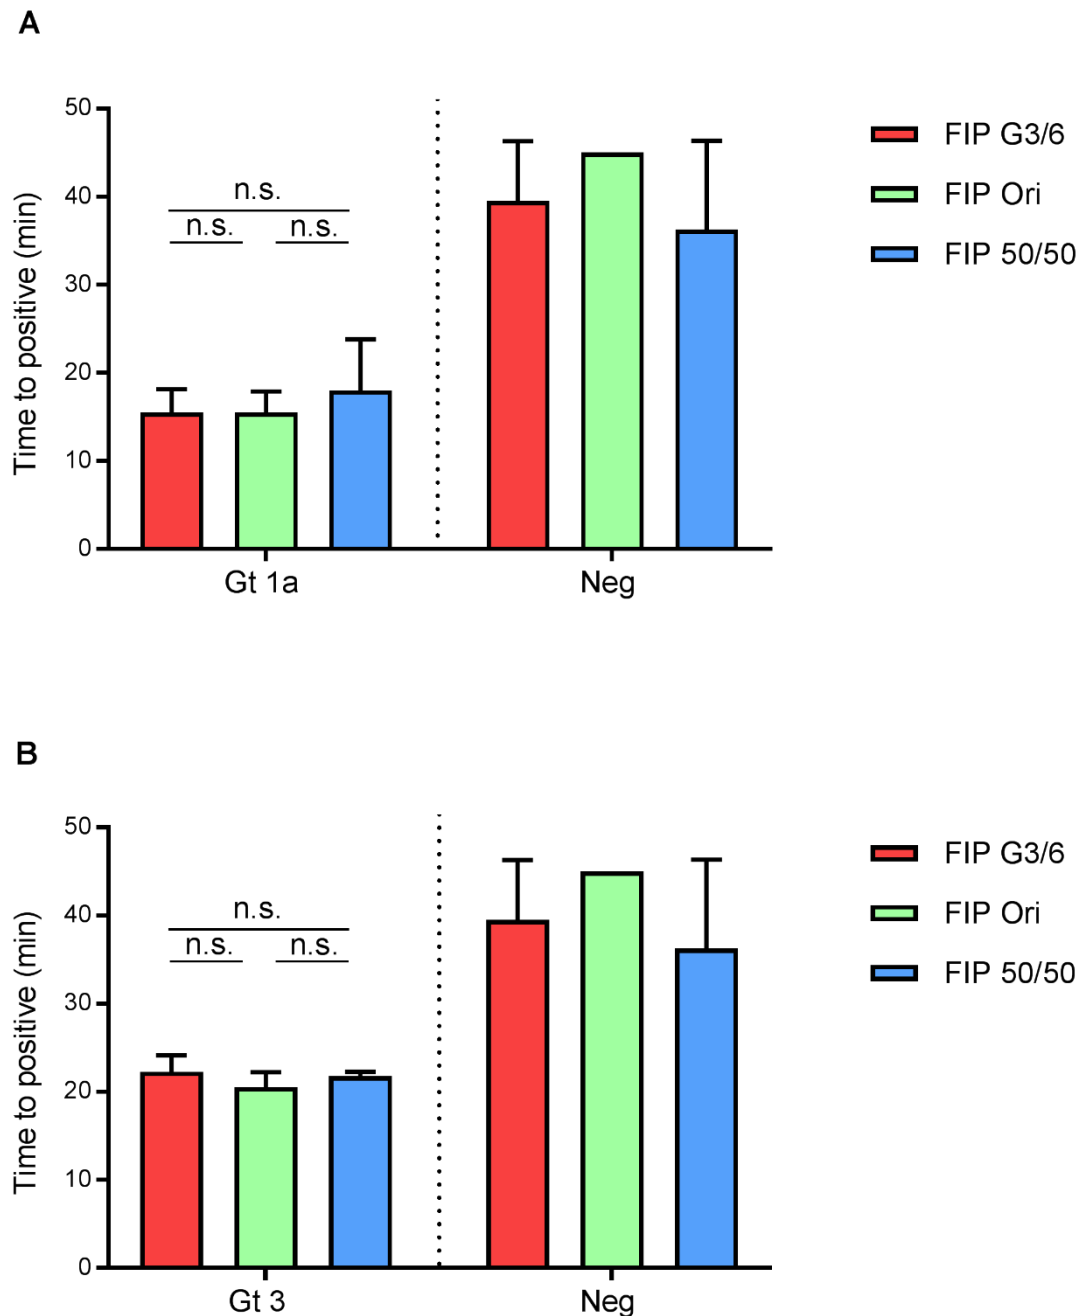 A
Time to positive (min)
50
40
30
20
10
0
n.s.
n.s. n.s.
Gt 1a Neg
FIP G3/6
FIP Ori
FIP 50/50
B
Time to positive (min)
50
40
30
20
10
0
n.s.
n.s. n.s.
Gt 3 Neg
FIP G3/6
FIP Ori
FIP 50/50